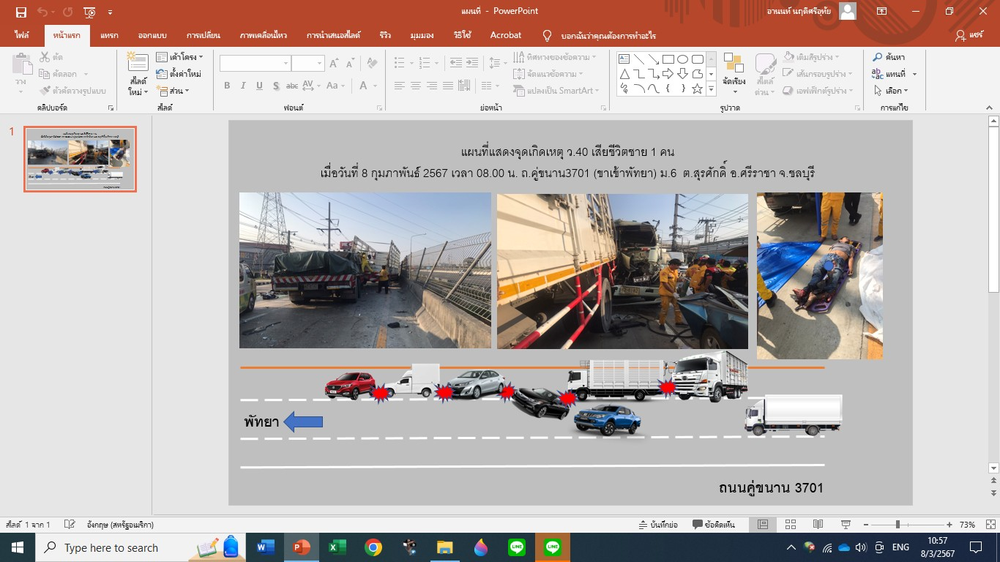 แผนที่ - PowerPoint
อานนท์ นฤดีศรีอุทัย
ไฟล์ หน้าแรก แทรก ออกแบบ การเปลี่ยน ภาพเคลื่อนไหว การนำเสนอสไลด์ รีวิว มุมมอง วิธีใช้ Acrobat บอกฉันว่าคุณต้องการทำอะไร แชร์
วาง
ตัด
คัดลอก
ตัวคัดวางรูปแบบ
คลิปบอร์ด
สไลด์
ใหม่
เค้าโครง
ตั้งค่าใหม่
ส่วน
สไลด์
B I U S abc AV Aa A
ฟอนต์
ทิศทางของข้อความ
จัดแนวข้อความ
แปลงเป็น SmartArt
ย่อหน้า
จัดเรียง
สไตล์
ด่วน
เติมสีรูปร่าง
เส้นกรอบรูปร่าง
เอฟเฟ็กต์รูปร่าง
รูปวาด
ค้นหา
แทนที่
เลือก
การแก้ไข
1
แผนที่แสดงจุดเกิดเหตุ ว.40 เสียชีวิตชาย 1 คน
เมื่อวันที่ 8 กุมภาพันธ์ 2567 เวลา 08.00 น. ถ.คู่ขนาน3701 (ขาเข้าพัทยา) ม.6 ต.สุรศักดิ์ อ.ศรีราชา จ.ชลบุรี
พัทยา
ถนนคู่ขนาน 3701
สไลด์ 1 จาก 1 อังกฤษ (สหรัฐอเมริกา) บันทึกย่อ ข้อคิดเห็น 73%
Type here to search
ENG
10:57
8/3/2567